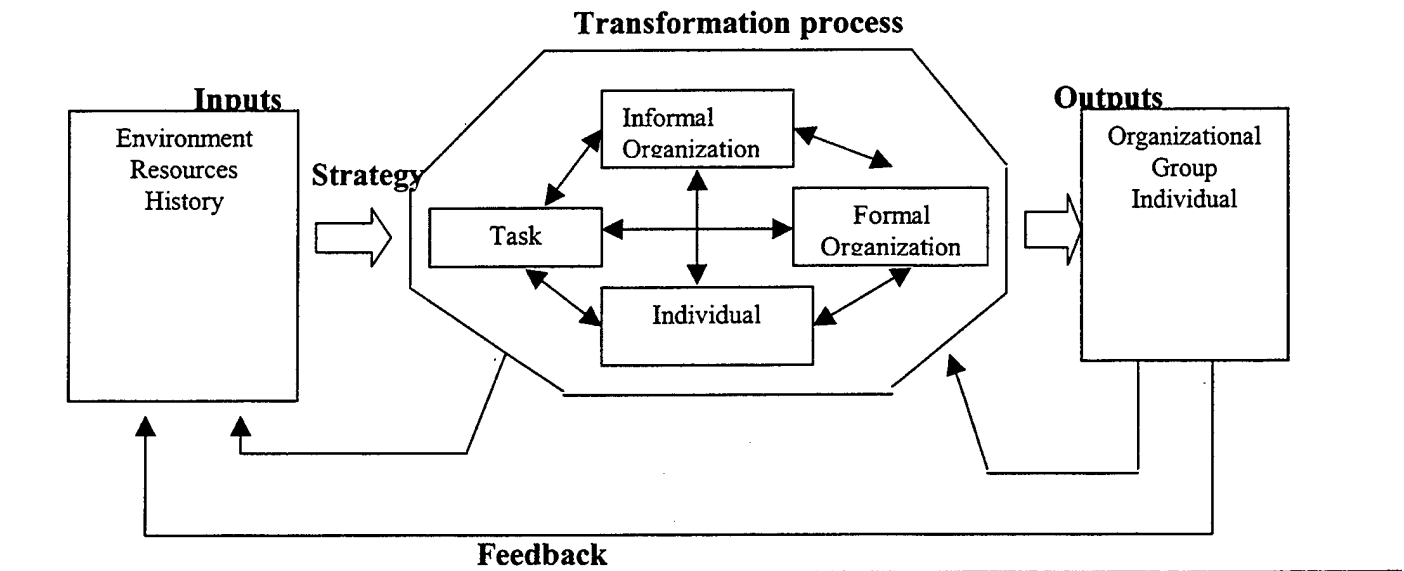 Transformation process
Inputs
Outputs
Environment
Resources
History
Strategy
Informal
Organization
Task
Formal
Organization
Individual
Organizational
Group
Individual
Feedback